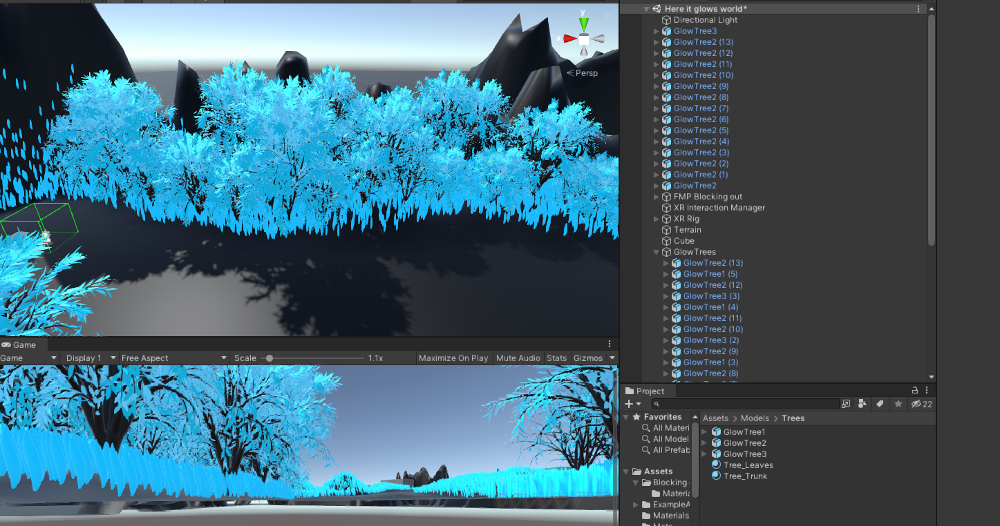 y
x
Persp
Game
Game
Display 1
Free Aspect
Scale
1.1x
Maximize On Play
Mute Audio
Stats
Gizmos
Here it glows world*
Directional Light
GlowTree3
GlowTree2 (13)
GlowTree2 (12)
GlowTree2 (11)
GlowTree2 (10)
GlowTree2 (9)
GlowTree2 (8)
GlowTree2 (7)
GlowTree2 (6)
GlowTree2 (5)
GlowTree2 (4)
GlowTree2 (3)
GlowTree2 (2)
GlowTree2 (1)
GlowTree2
FMP Blocking out
XR Interaction Manager
XR Rig
Terrain
Cube
GlowTrees
GlowTree2 (13)
GlowTree1 (5)
GlowTree2 (12)
GlowTree3 (3)
GlowTree1 (4)
GlowTree2 (11)
GlowTree2 (10)
GlowTree3 (2)
GlowTree2 (9)
GlowTree1 (3)
GlowTree2 (8)
Project
22
Favorites
All Materi
All Model
All Prefab
Assets
Blocking
Materia
ExampleA
Materials
Assets > Models > Trees
GlowTree1
GlowTree2
GlowTree3
Tree_Leaves
Tree_Trunk